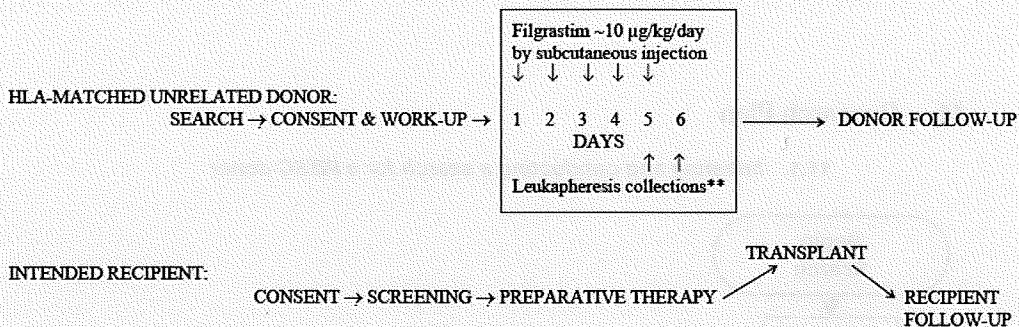 Filgrastim ~10 µg/kg/day
by subcutaneous injection
↓ ↓ ↓ ↓ ↓
HLA-MATCHED UNRELATED DONOR:
SEARCH → CONSENT & WORK-UP → 1 2 3 4 5 6 → DONOR FOLLOW-UP
DAYS
↑ ↑
Leukapheresis collections**
TRANSPLANT
INTENDED RECIPIENT:
CONSENT → SCREENING → PREPARATIVE THERAPY
RECIPIENT
FOLLOW-UP